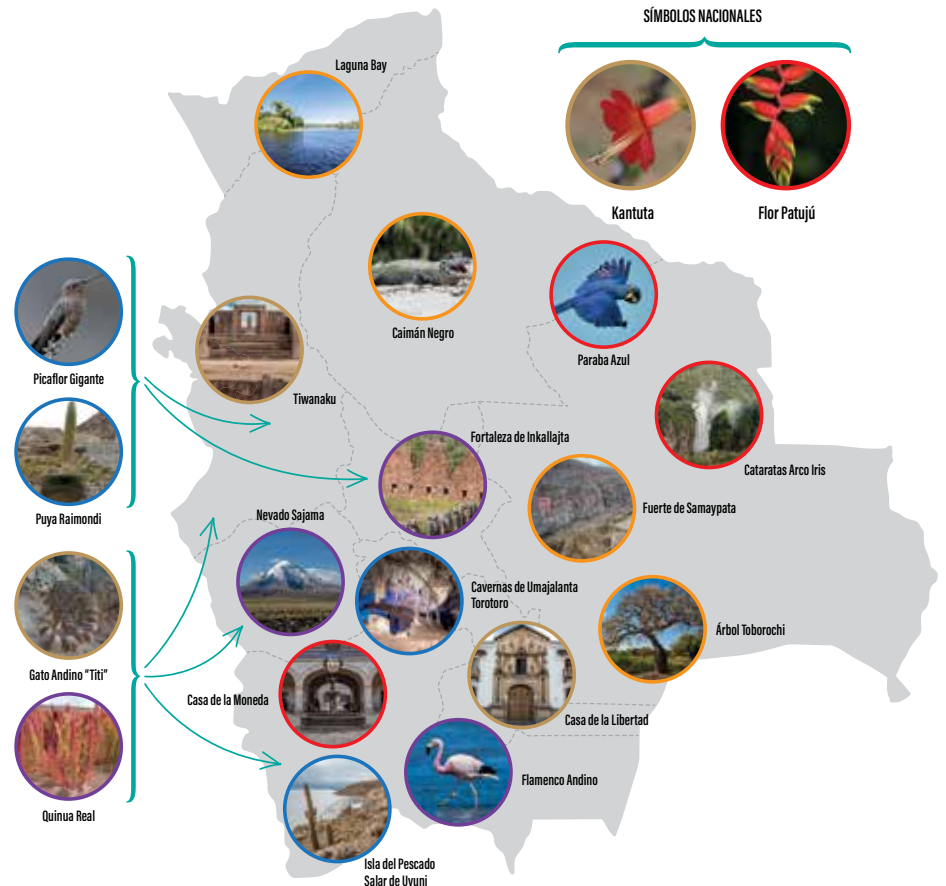 SÍMBOLOS NACIONALES
Laguna Bay
Kantuta
Flor Patujú
Caimán Negro
Paraba Azul
Picaflor Gigante
Tiwanaku
Fortaleza de Inkallajta
Cataratas Arco Iris
Puya Raimondi
Nevado Sajama
Fuerte de Samaypata
Cavernas de Umajalanta
Torotoro
Árbol Toborochi
Gato Andino "Titi"
Casa de la Moneda
Casa de la Libertad
Flamenco Andino
Quinua Real
Isla del Pescado
Salar de Uyuni